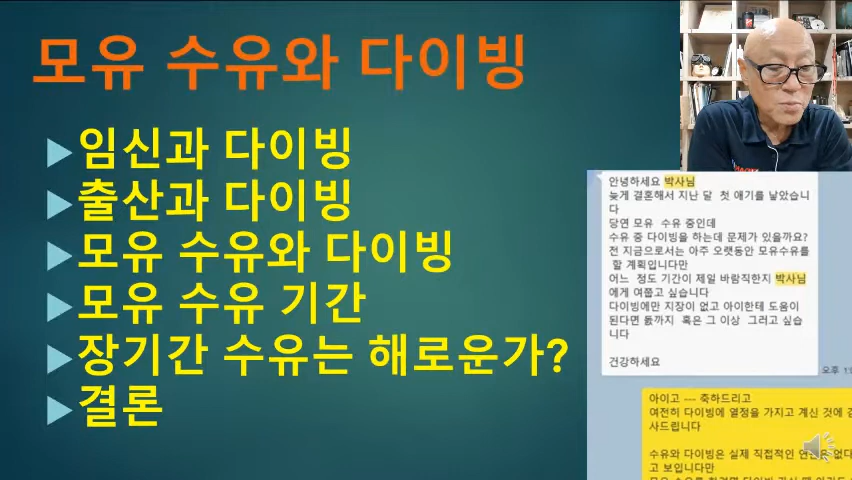 모유 수유와 다이빙
임신과 다이빙
출산과 다이빙
모유 수유와 다이빙
모유 수유 기간
장기간 수유는 해로운가?
결론
안녕하세요 박사님
늦게 결혼해서 지난 달 첫 애기를 낳았습니
다
당연 모유 수유 중인데
수유 중 다이빙을 하는데 문제가 있을까요?
전 지금으로서는 아주 오랫동안 모유수유를
할 계획입니다만
어느 정도 기간이 제일 바람직한지 박사님
에게 여쭙고 싶습니다
다이빙에만 지장이 없고 아이한테 도움이
된다면 돐까지 혹은 그 이상 그러고 싶습
니다
건강하세요
오후
아이고 --- 축하드리고
여전히 다이빙에 열정을 가지고 계신 것에 감
사드립니다
수유와 다이빙은 실제 직접적인 없다
고 보입니다만